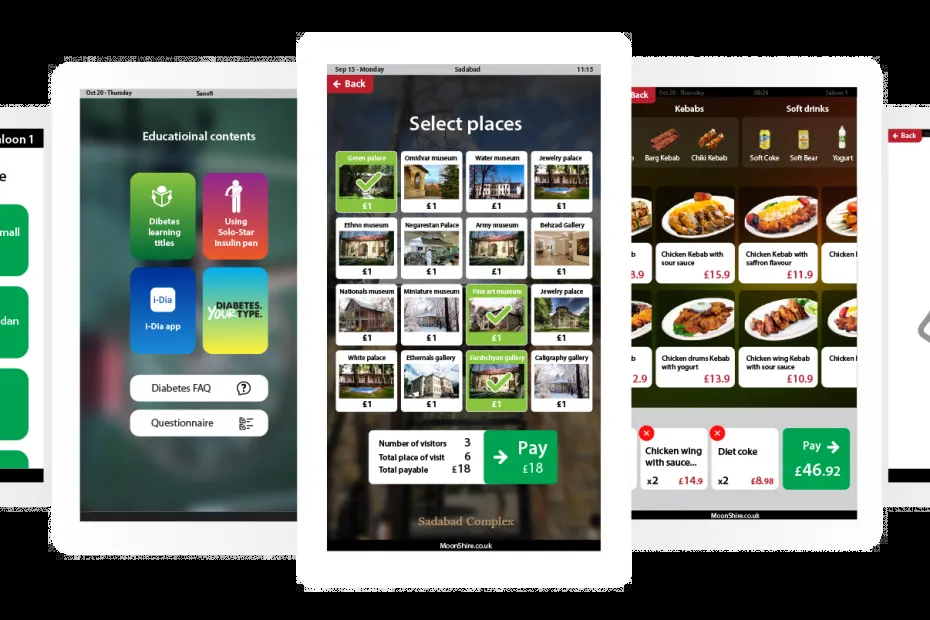 aloon 1
e
mall
dan
Oct 20 - Thursday
Sanofi
Educatioinal contents
Dibetes
learning
titles
Using
Solo-Star
Insulin pen
i-Dia
i-Dia app
DIABETES.
YOUR TYPE.
Diabetes FAQ
Questionnaire
Sep 15 - Monday Sadabad 11:15
Back
Select places
Green palace Omidvar museum Water museum Jewelry palace
£1 £1 £1 £1
Ethno museum Negarestan Palace Army museum Behzad Gallery
£1 £1 £1 £1
Nationals museum Miniature museum Fine art museum Jewelry palace
£1 £1 £1 £1
White palace Ethernals gallery Farshchyan gallery Caligraphy gallery
£1 £1 £1 £1
Number of visitors 3
Total place of visit 6
Total payable £18
Pay
£18
Sadabad Complex
MoonShire.co.uk
Back Oct 20 - Thursday 09:24 Saloon 1
Kebabs Soft drinks
o Barg Kebab Chiki Kebab Soft Coke Soft Bear Yogurt
b Chicken Kebab with
sour sauce
Chicken Kebab with
saffron flavour
Chicken
3.9 £15.9 £11.9
b Chicken drums Kebab
with yogurt
Chicken wing Kebab
with sour sauce
Chicken
2.9 £13.9 £10.9
Chicken wing
with sauce...
x2 £14.9
Diet coke
x2 £8.98
Pay
£46.92
MoonShire.co.uk
Back